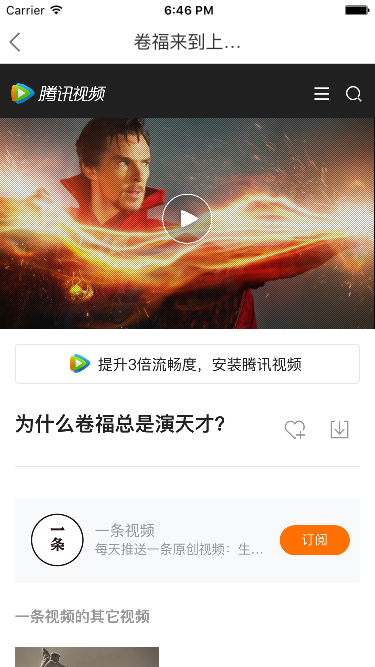 Carrier
6:46 PM
卷福来到上...
腾讯视频
提升3倍流畅度，安装腾讯视频
为什么卷福总是演天才?
一条
一条视频
每天推送一条原创视频：生...
订阅
一条视频的其它视频